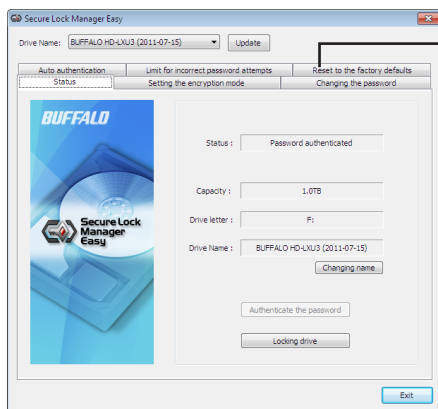 Secure Lock Manager Easy
Drive Name: BUFFALO HD-LXU3 (2011-07-15) Update
Auto authentication Limit for incorrect password attempts Reset to the factory defaults
Status Setting the encryption mode Changing the password
BUFFALO
Status : Password authenticated
Capacity : 1.0TB
Drive letter : F:
Secure Lock
Manager
Easy
Drive Name : BUFFALO HD-LXU3 (2011-07-15)
Changing name
Authenticate the password
Locking drive
Exit